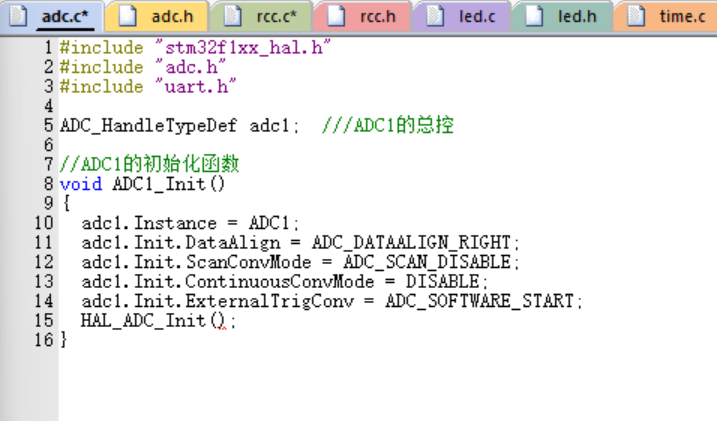 adc.c* adc.h rcc.c* rcc.h led.c led.h time.c
1 #include "stm32f1xx_hal.h"
2 #include "adc.h"
3 #include "uart.h"
4
5 ADC_HandleTypeDef adc1;  ///ADC1的总控
6
7 //ADC1的初始化函数
8 void ADC1_Init()
9 {
10   adc1.Instance = ADC1;
11   adc1.Init.DataAlign = ADC_DATAALIGN_RIGHT;
12   adc1.Init.ScanConvMode = ADC_SCAN_DISABLE;
13   adc1.Init.ContinuousConvMode = DISABLE;
14   adc1.Init.ExternalTrigConv = ADC_SOFTWARE_START;
15   HAL_ADC_Init();
16 }